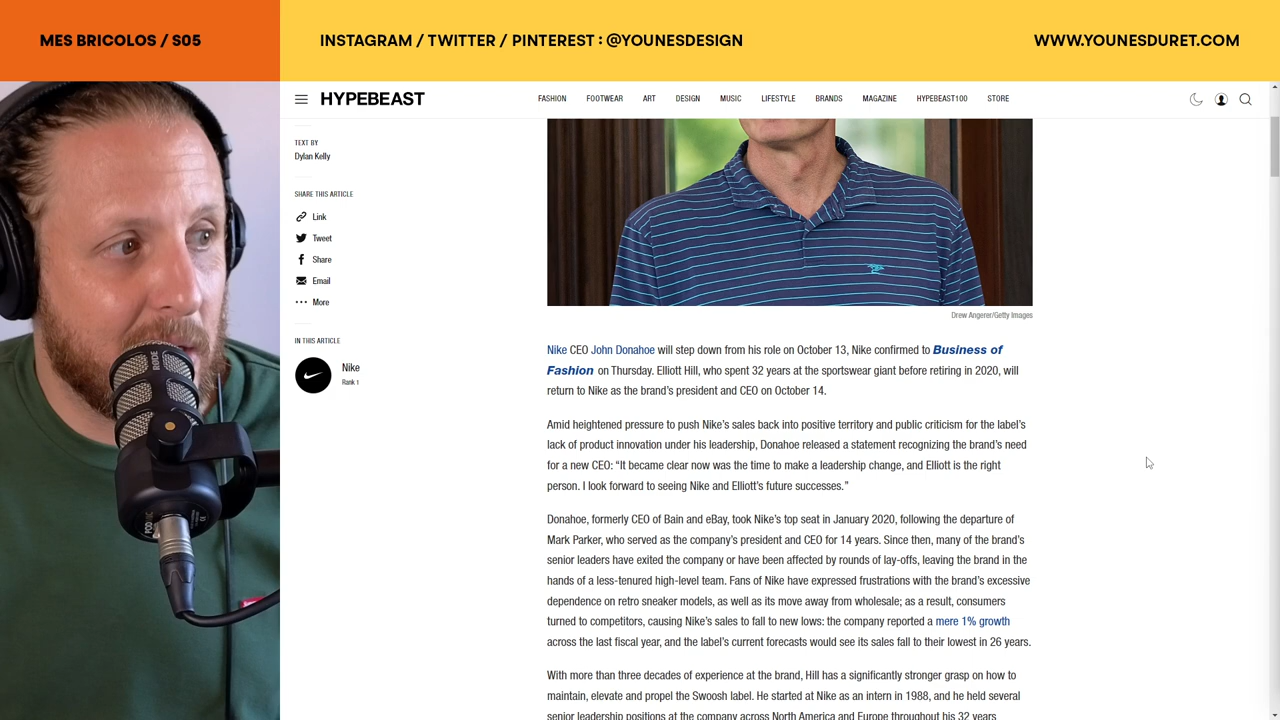 MES BRICOLOS / S05
INSTAGRAM / TWITTER / PINTEREST : @YOUNESDESIGN
WWW.YOUNESDURET.COM
HYPEBEAST
FASHION
FOOTWEAR
ART
DESIGN
MUSIC
LIFESTYLE
BRANDS
MAGAZINE
HYPEBEAST100
STORE
TEXT BY
Dylan Kelly
SHARE THIS ARTICLE
Link
Tweet
Share
Email
More
IN THIS ARTICLE
Nike
Rank 1
RØDE
Drew Angerer/Getty Images
Nike CEO John Donahoe will step down from his role on October 13, Nike confirmed to Business of
Fashion on Thursday. Elliott Hill, who spent 32 years at the sportswear giant before retiring in 2020, will
return to Nike as the brand’s president and CEO on October 14.
Amid heightened pressure to push Nike’s sales back into positive territory and public criticism for the label’s
lack of product innovation under his leadership, Donahoe released a statement recognizing the brand’s need
for a new CEO: “It became clear now was the time to make a leadership change, and Elliott is the right
person. I look forward to seeing Nike and Elliott’s future successes.”
Donahoe, formerly CEO of Bain and eBay, took Nike’s top seat in January 2020, following the departure of
Mark Parker, who served as the company’s president and CEO for 14 years. Since then, many of the brand’s
senior leaders have exited the company or have been affected by rounds of lay-offs, leaving the brand in the
hands of a less-tenured high-level team. Fans of Nike have expressed frustrations with the brand’s excessive
dependence on retro sneaker models, as well as its move away from wholesale; as a result, consumers
turned to competitors, causing Nike’s sales to fall to new lows: the company reported a mere 1% growth
across the last fiscal year, and the label’s current forecasts would see its sales fall to their lowest in 26 years.
With more than three decades of experience at the brand, Hill has a significantly stronger grasp on how to
maintain, elevate and propel the Swoosh label. He started at Nike as an intern in 1988, and he held several
senior leadership positions at the company across North America and Europe throughout his 32 years